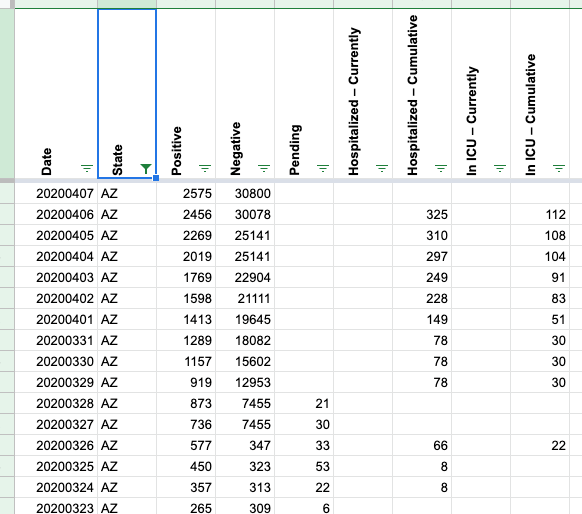 Date State Positive Negative Pending Hospitalized – Currently Hospitalized – Cumulative In ICU – Currently In ICU – Cumulative
20200407 AZ 2575 30800
20200406 AZ 2456 30078 325 112
20200405 AZ 2269 25141 310 108
20200404 AZ 2019 25141 297 104
20200403 AZ 1769 22904 249 91
20200402 AZ 1598 21111 228 83
20200401 AZ 1413 19645 149 51
20200331 AZ 1289 18082 78 30
20200330 AZ 1157 15602 78 30
20200329 AZ 919 12953 78 30
20200328 AZ 873 7455 21
20200327 AZ 736 7455 30
20200326 AZ 577 347 33 66 22
20200325 AZ 450 323 53 8
20200324 AZ 357 313 22 8
20200323 AZ 265 309 6